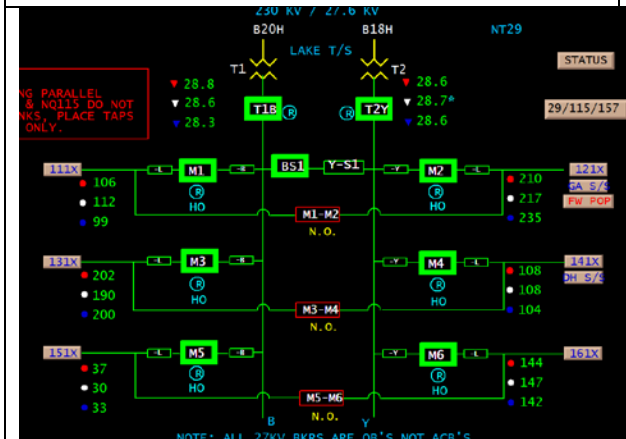 230 KV / 27.6 KV
B20H B18H NT29
LAKE T/S
STATUS
T1 T2
NG PARALLEL
& NQ115 DO NOT
NKS, PLACE TAPS
ONLY.
28.8 28.6
28.6 28.7*
28.3 28.6
T1B R R T2Y
29/115/157
111X -L M1 -B BS1 Y-S1 -Y M2 -L 121X
106 R R 210 GA S/S
112 HO HO 217 FW POP
99 M1-M2 235
N.O.
131X -L M3 -B -Y M4 -L 141X
202 R R 108 DH S/S
190 HO HO 108
200 M3-M4 104
N.O.
151X -L M5 -B -Y M6 -L 161X
37 R R 144
30 HO HO 147
33 M5-M6 142
N.O.
B Y
NOTE: ALL 27KV BKRS ARE OB'S NOT ACB'S